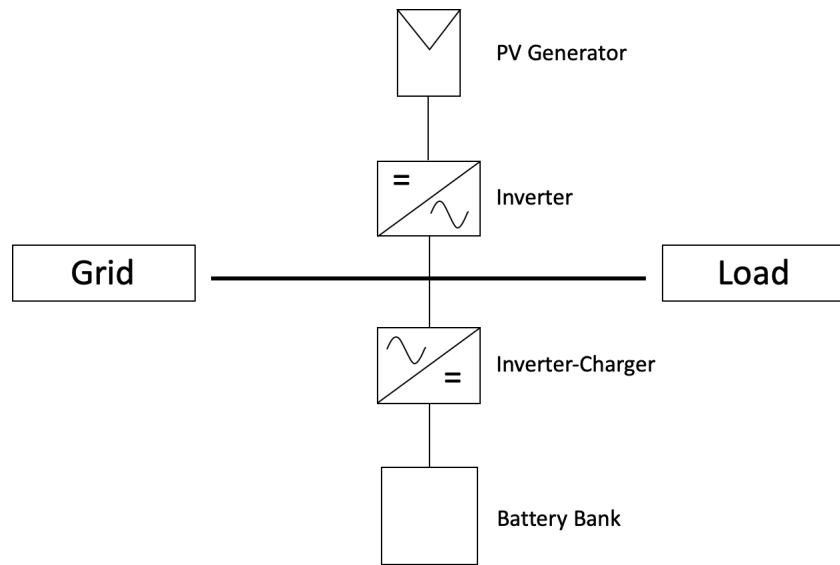 PV Generator
=
Inverter
Grid
Load
Inverter-Charger
=
Battery Bank